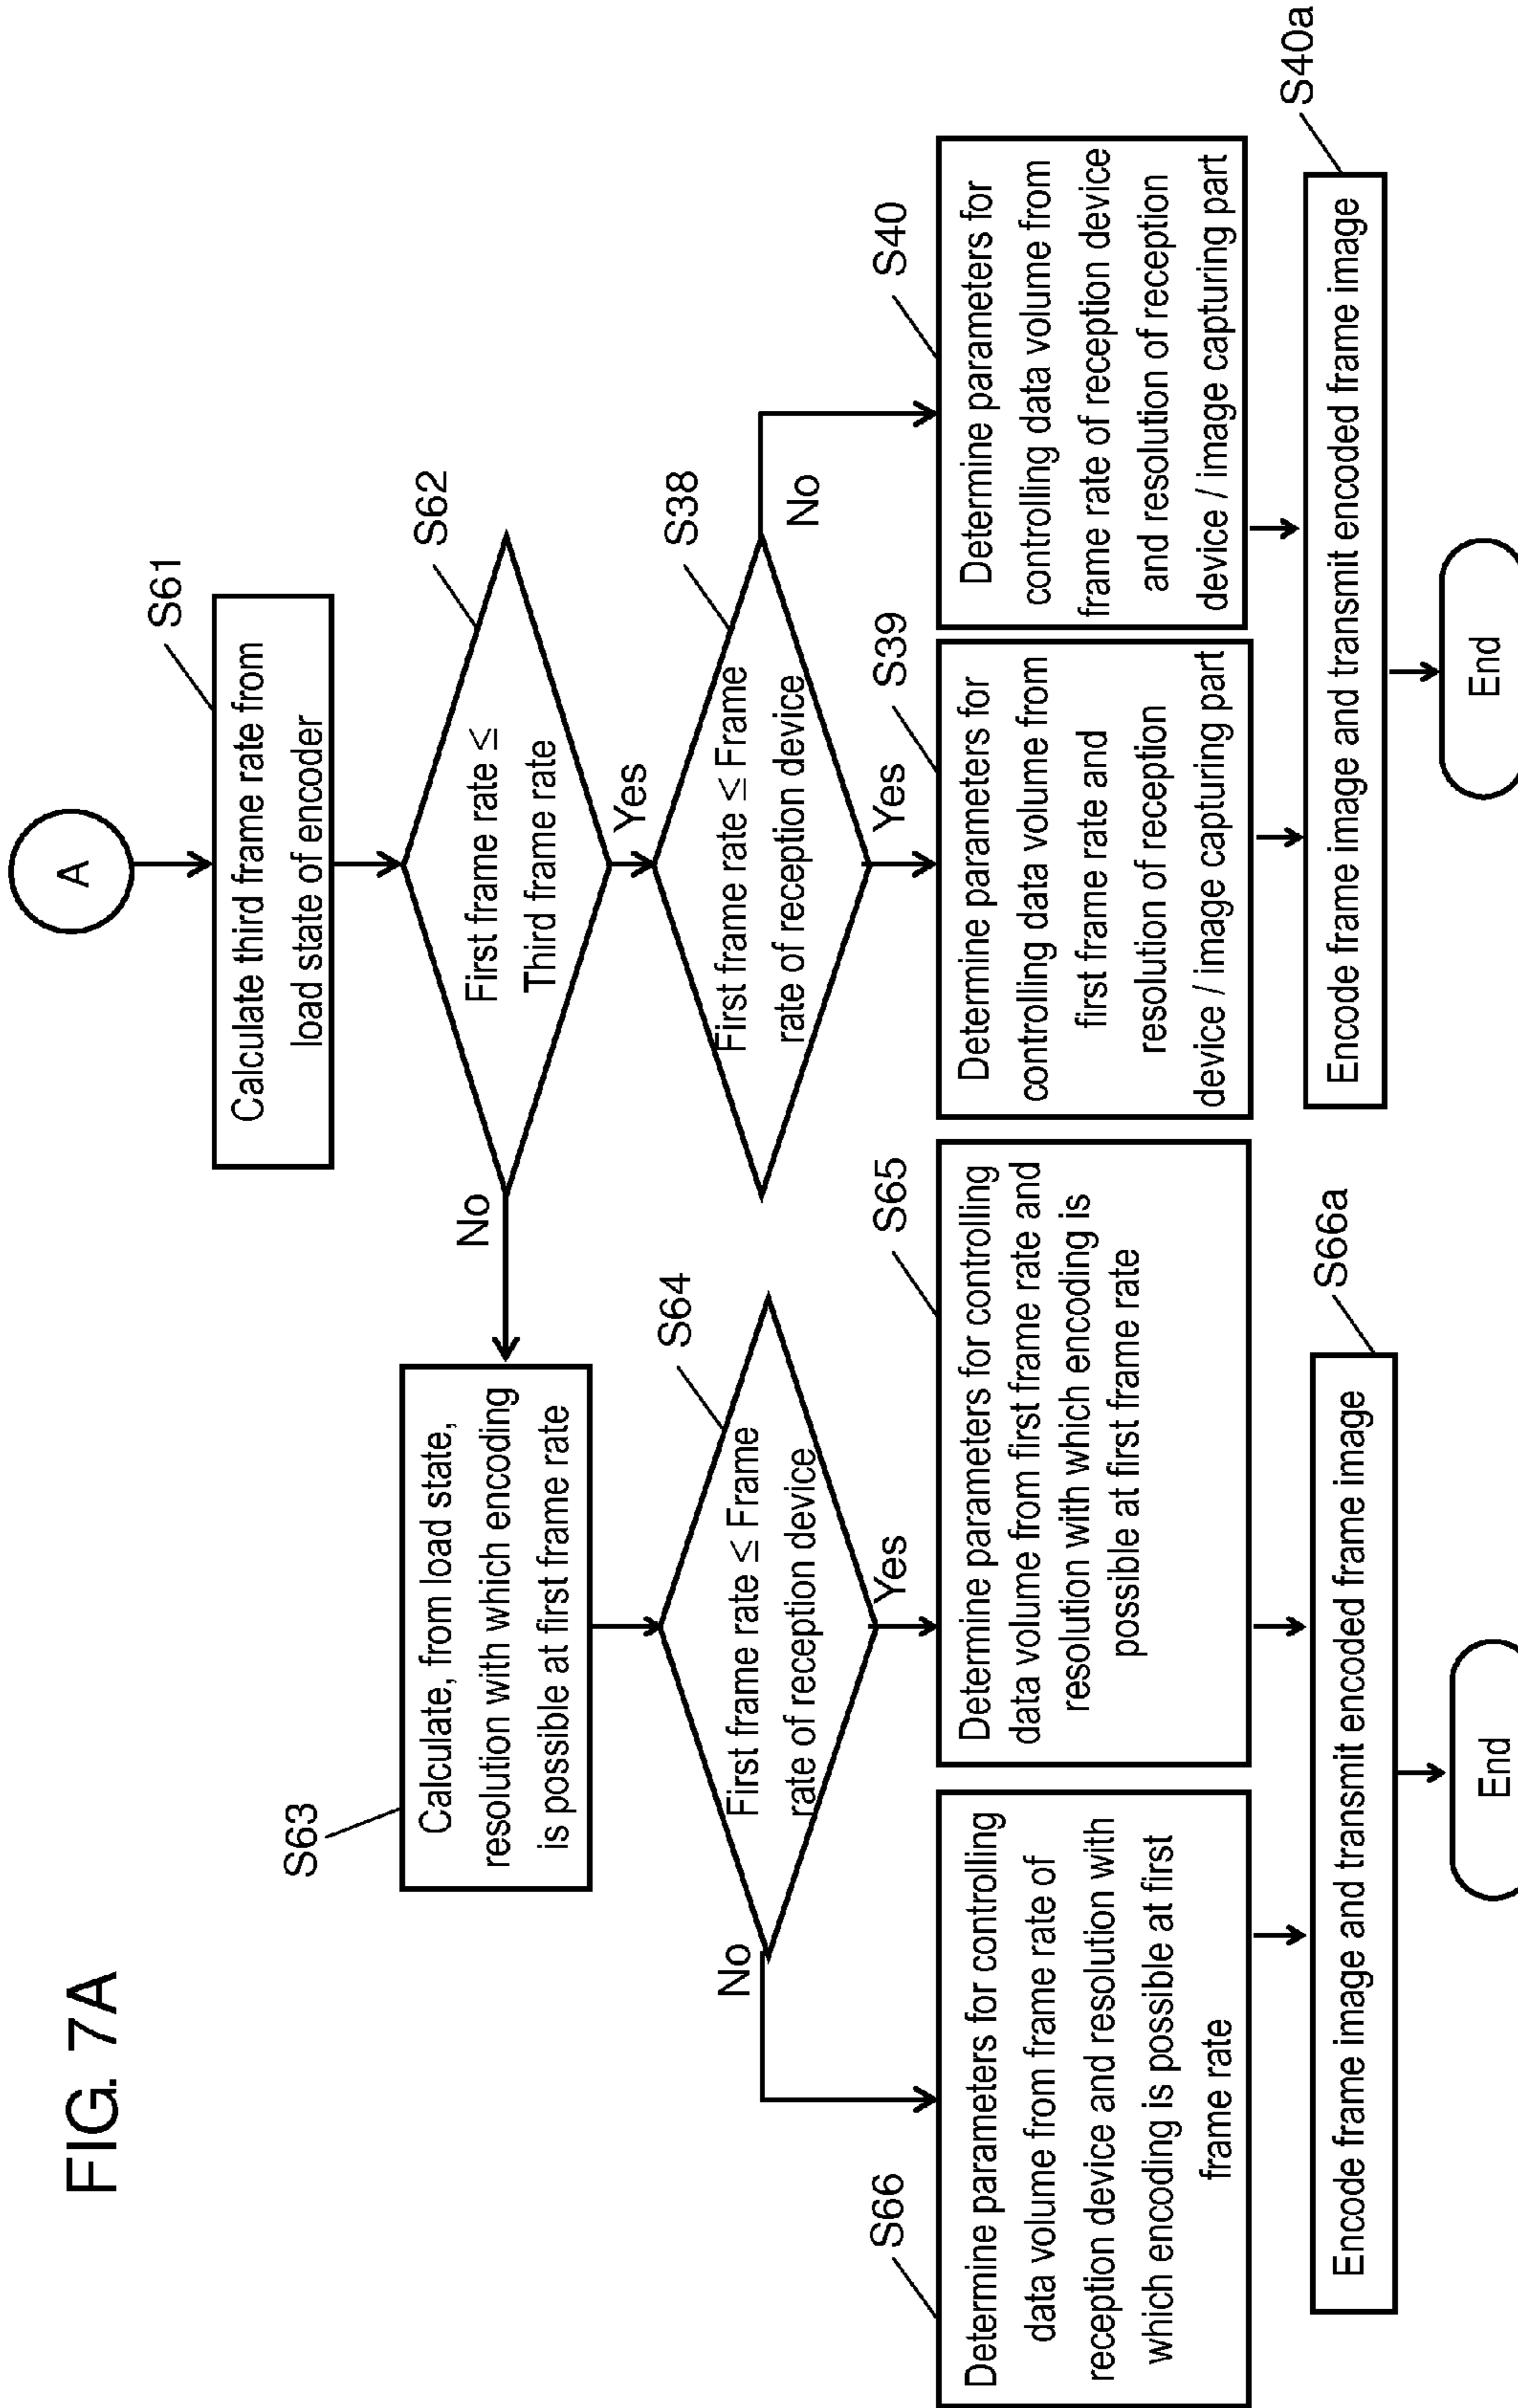 FIG. 7A
A
S61
Calculate third frame rate from
load state of encoder
S62
First frame rate ≤
Third frame rate
No
Yes
S63
Calculate, from load state,
resolution with which encoding
is possible at first frame rate
S64
First frame rate ≤ Frame
rate of reception device
No
Yes
S38
First frame rate ≤ Frame
rate of reception device
Yes
No
S66
Determine parameters for controlling
data volume from frame rate of
reception device and resolution with
which encoding is possible at first
frame rate
S65
Determine parameters for controlling
data volume from first frame rate and
resolution with which encoding is
possible at first frame rate
S39
Determine parameters for
controlling data volume from
first frame rate and
resolution of reception
device / image capturing part
S40
Determine parameters for
controlling data volume from
frame rate of reception device
and resolution of reception
device / image capturing part
S66a
Encode frame image and transmit encoded frame image
S40a
Encode frame image and transmit encoded frame image
End
End